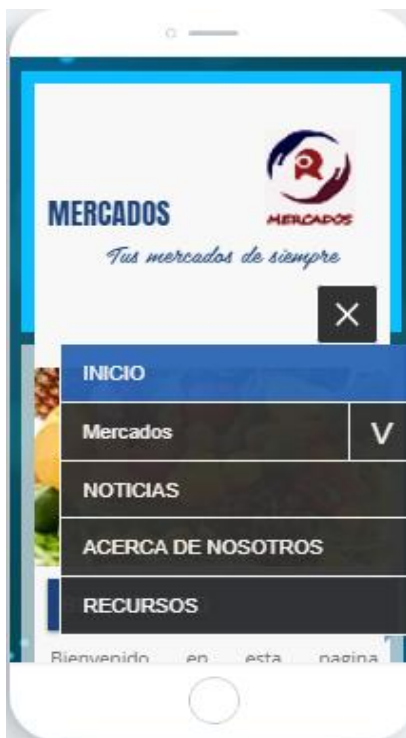 MERCADOS
MERCADOS
Tus mercados de siempre
INICIO
Mercados
NOTICIAS
ACERCA DE NOSOTROS
RECURSOS
Bienvenido en esta pagina